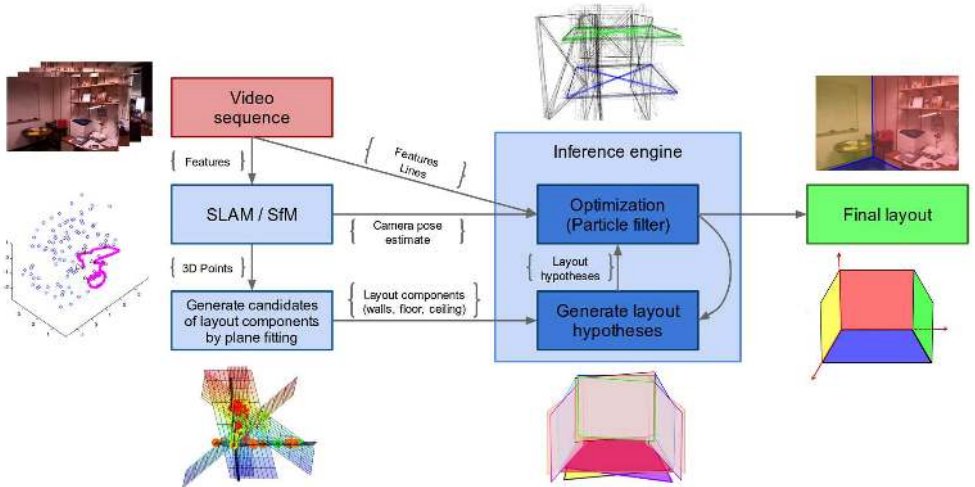 Video
sequence
Features
Features
Lines
Inference engine
SLAM / SfM
Camera pose
estimate
Optimization
(Particle filter)
Final layout
3D Points
Layout
hypotheses
Generate candidates
of layout components
by plane fitting
Layout components
(walls, floor, ceiling)
Generate layout
hypotheses